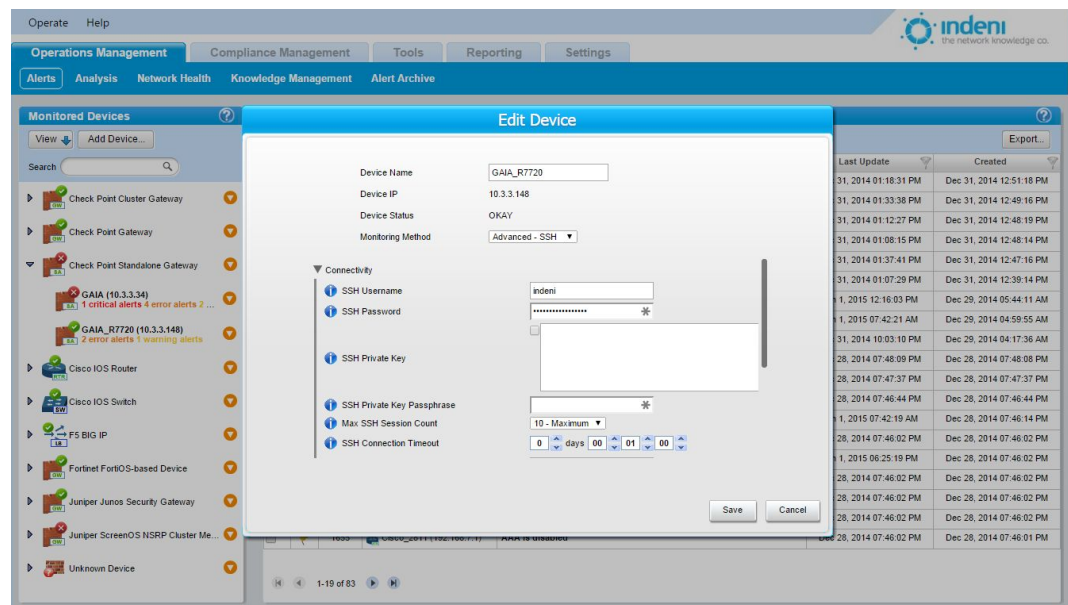 Operate Help
indeni
the network knowledge co.
Operations Management Compliance Management Tools Reporting Settings
Alerts Analysis Network Health Knowledge Management Alert Archive
Monitored Devices
View Add Device...
Search
Check Point Cluster Gateway
Check Point Gateway
Check Point Standalone Gateway
GAIA (10.3.3.34)
1 critical alerts 4 error alerts 2 ...
GAIA_R7720 (10.3.3.148)
2 error alerts 1 warning alerts
Cisco IOS Router
Cisco IOS Switch
F5 BIG IP
Fortinet FortiOS-based Device
Juniper Junos Security Gateway
Juniper ScreenOS NSRP Cluster Me...
Unknown Device
Edit Device
Device Name GAIA_R7720
Device IP 10.3.3.148
Device Status OKAY
Monitoring Method Advanced - SSH
Connectivity
SSH Username indeni
SSH Password
SSH Private Key
SSH Private Key Passphrase
Max SSH Session Count 10 - Maximum
SSH Connection Timeout 0 days 00 01 00
Save Cancel
Export...
Last Update Created
31, 2014 01:18:31 PM Dec 31, 2014 12:51:18 PM
31, 2014 01:33:38 PM Dec 31, 2014 12:49:16 PM
31, 2014 01:12:27 PM Dec 31, 2014 12:48:19 PM
31, 2014 01:08:15 PM Dec 31, 2014 12:48:14 PM
31, 2014 01:37:41 PM Dec 31, 2014 12:47:16 PM
31, 2014 01:07:29 PM Dec 31, 2014 12:39:14 PM
1, 2015 12:16:03 PM Dec 29, 2014 05:44:11 AM
1, 2015 07:42:21 AM Dec 29, 2014 04:59:55 AM
31, 2014 10:03:10 PM Dec 29, 2014 04:17:36 AM
28, 2014 07:48:09 PM Dec 28, 2014 07:48:08 PM
28, 2014 07:47:37 PM Dec 28, 2014 07:47:37 PM
28, 2014 07:46:44 PM Dec 28, 2014 07:46:44 PM
1, 2015 07:42:19 AM Dec 28, 2014 07:46:14 PM
28, 2014 07:46:02 PM Dec 28, 2014 07:46:02 PM
1, 2015 06:25:19 PM Dec 28, 2014 07:46:02 PM
28, 2014 07:46:02 PM Dec 28, 2014 07:46:02 PM
28, 2014 07:46:02 PM Dec 28, 2014 07:46:02 PM
28, 2014 07:46:02 PM Dec 28, 2014 07:46:02 PM
AAA is disabled Dec 28, 2014 07:46:02 PM Dec 28, 2014 07:46:01 PM
1-19 of 83